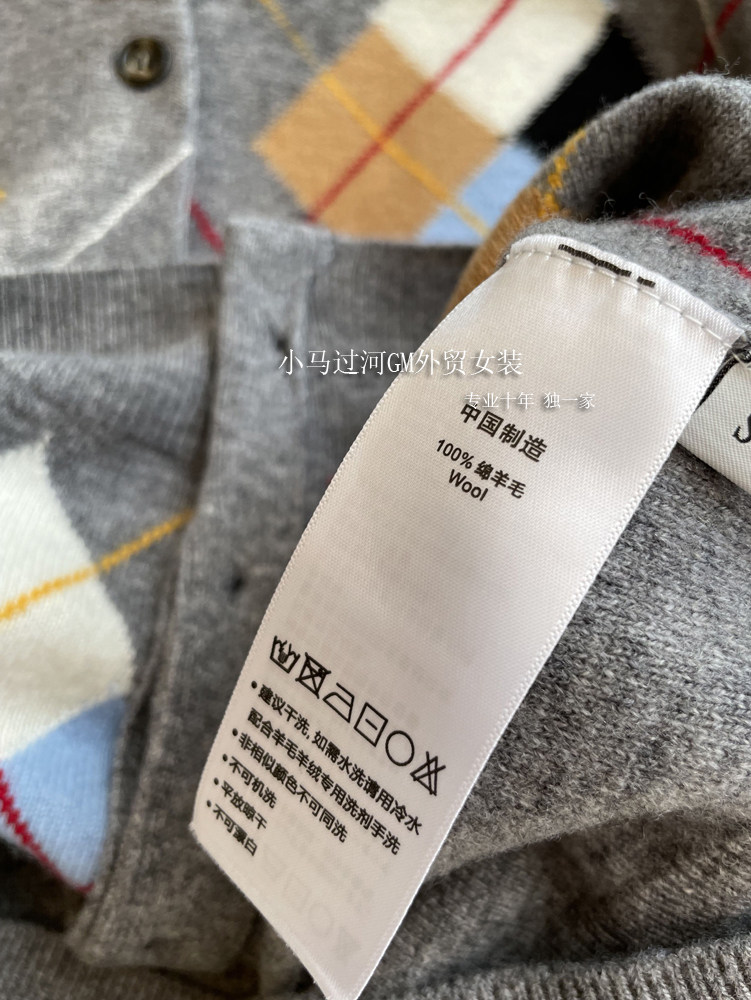 小马过河GM外贸女装
专业十年 独一家
中国制造
100% 绵羊毛
Wool
• 建议干洗, 如需水洗请用冷水
配合羊毛羊绒专用洗剂手洗
• 非相似颜色不可同洗
• 不可机洗
• 平放晾干
• 不可漂白
S